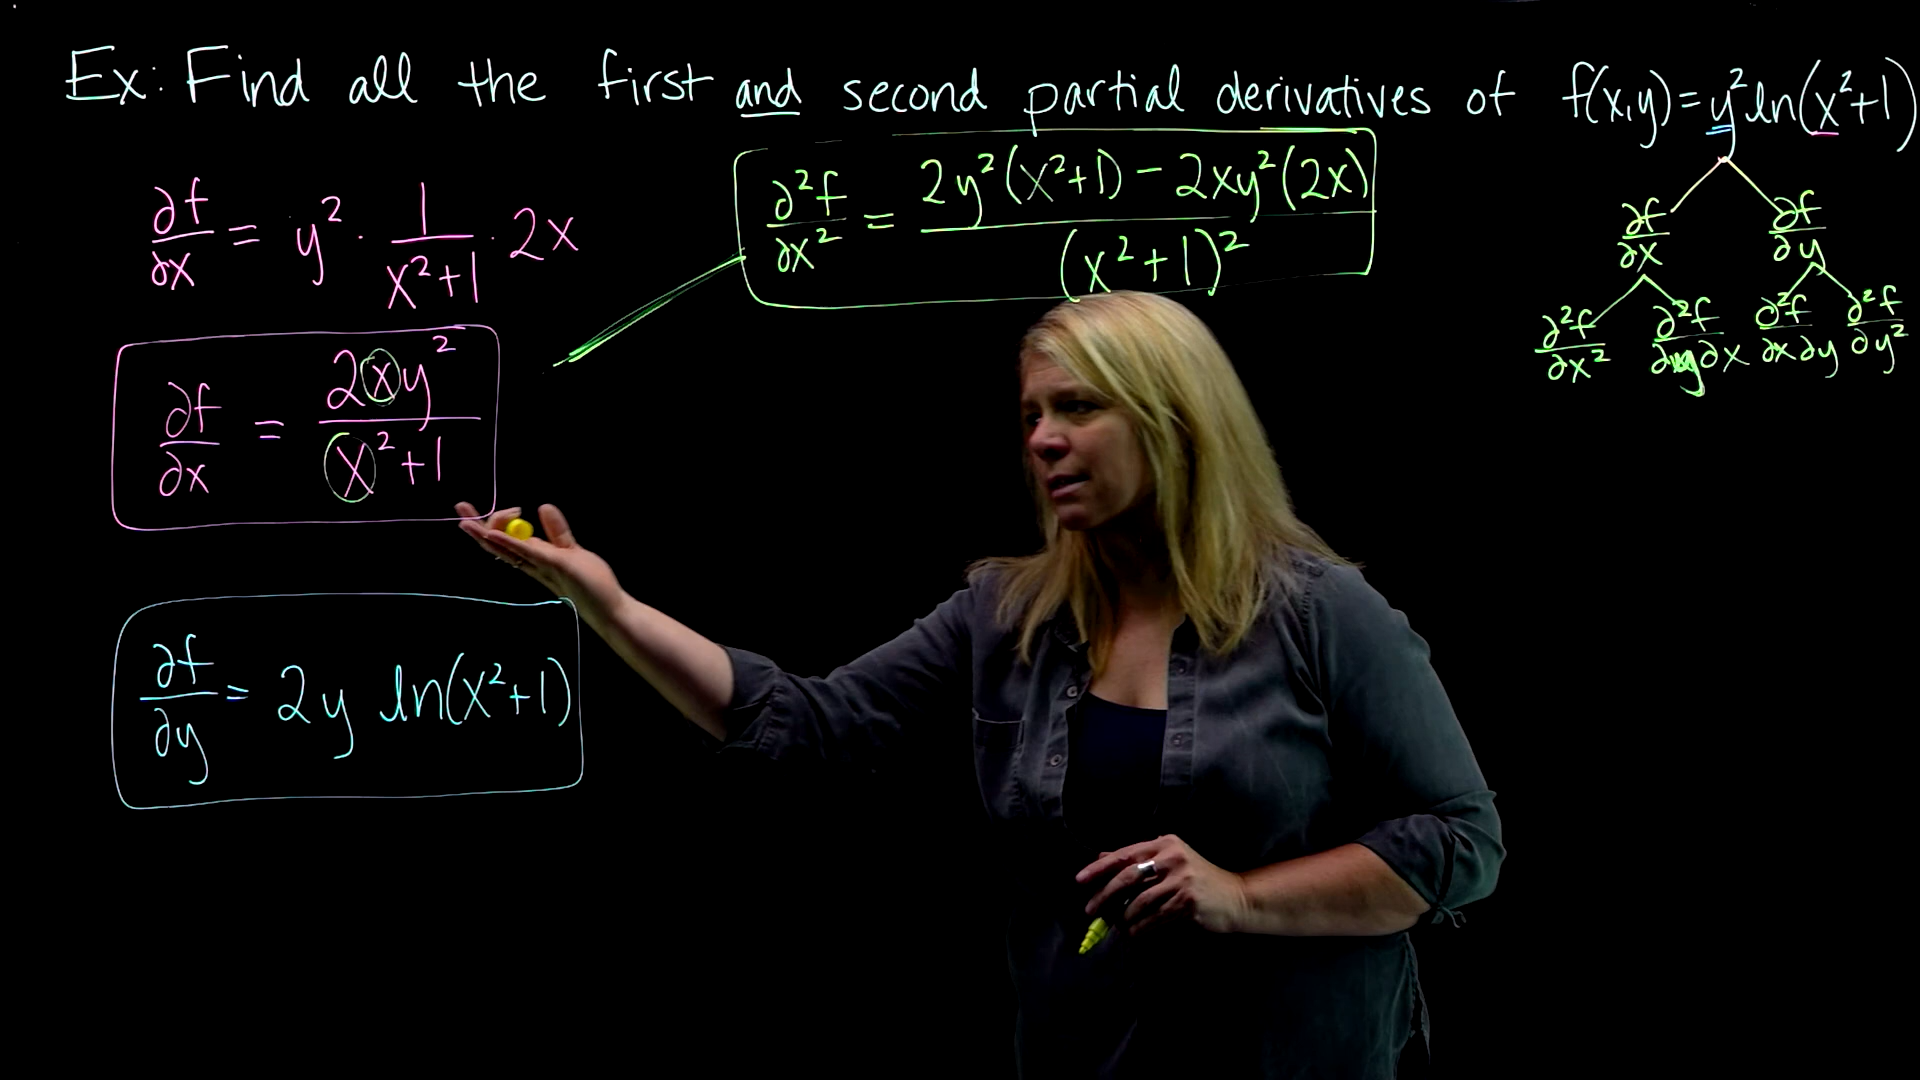 Ex: Find all the first and second partial derivatives of f(x,y)=y² ln(x²+1)
∂f/∂x = y² · 1/(x²+1) · 2x
∂f/∂x = 2xy²/(x²+1)
∂f/∂y = 2y ln(x²+1)
∂²f/∂x² = (2y²(x²+1) - 2xy²(2x))/(x²+1)²
∂f/∂x ∂f/∂y
∂²f/∂x² ∂²f/∂y∂x ∂²f/∂x∂y ∂²f/∂y²